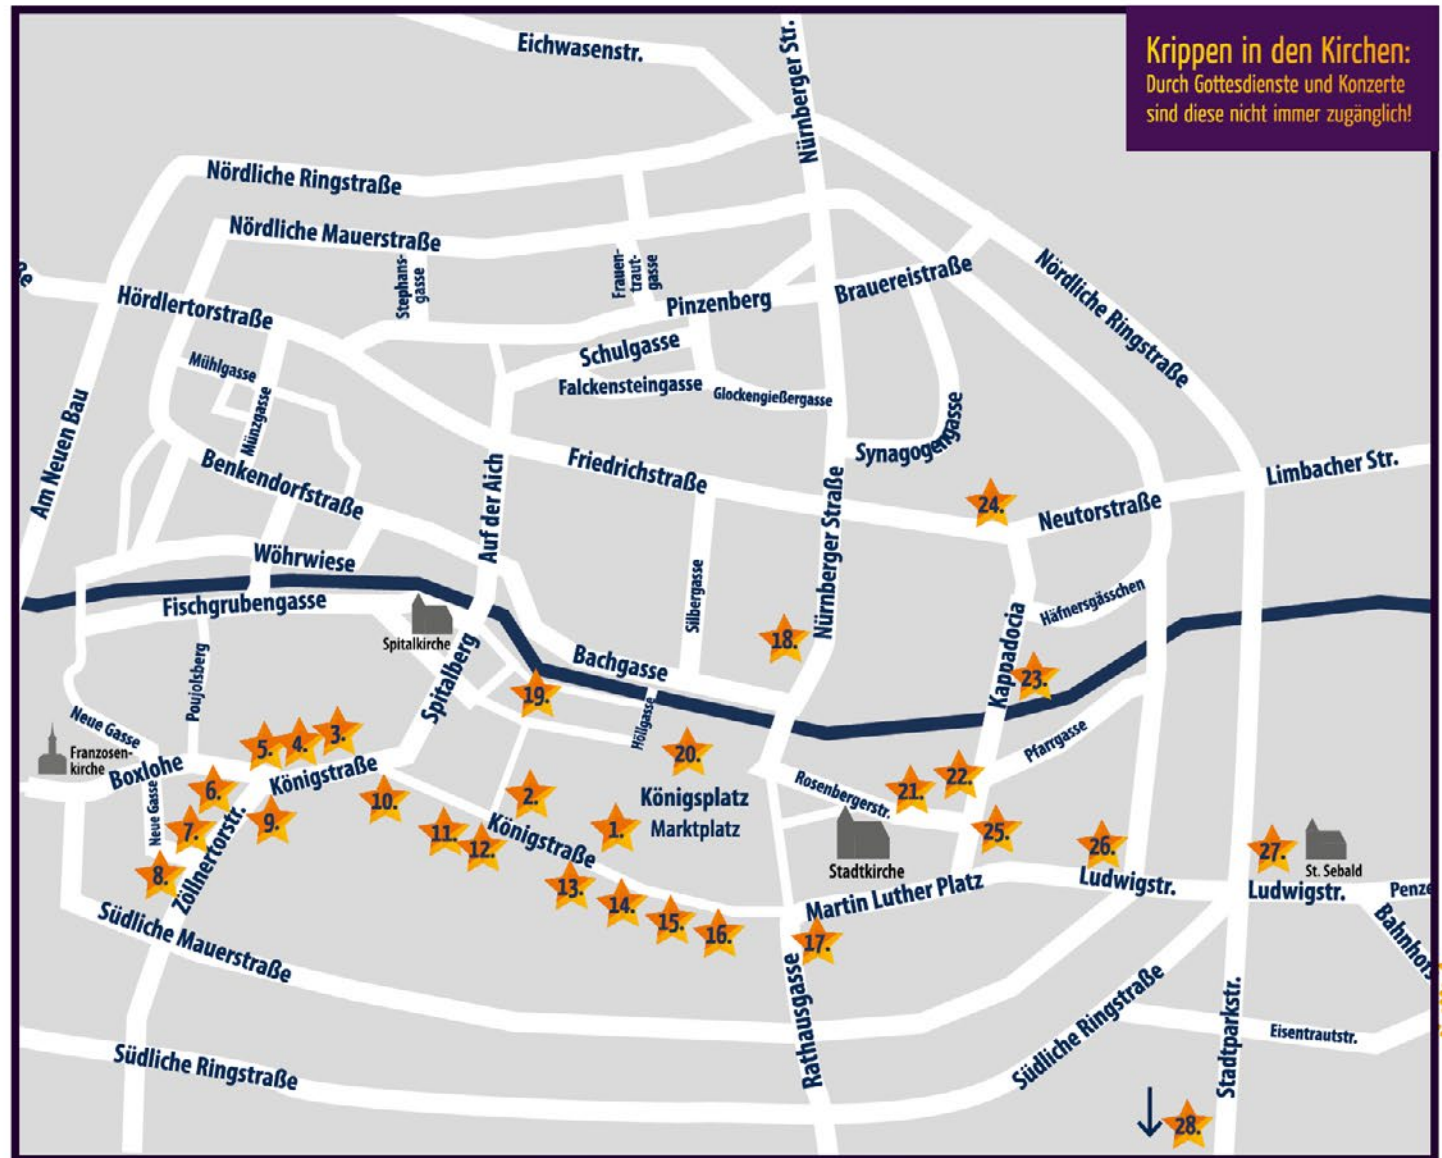 Krippen in den Kirchen:
Durch Gottesdienste und Konzerte
sind diese nicht immer zugänglich!
Eichwasenstr.
Nürnberger Str.
Nördliche Ringstraße
Nördliche Mauerstraße
Stephans-
gasse
Frauen-
traut-
gasse
Nördliche Ringstraße
Brauereistraße
Pinzenberg
Hördlertorstraße
Schulgasse
Mühlgasse
Falckensteingasse
Glockengießergasse
Münzgasse
Am Neuen Bau
Synagogengasse
Benkendorfstraße
Friedrichstraße
Limbacher Str.
Auf der Aich
Nürnberger Straße
24.
Neutorstraße
Wöhrwiese
Fischgrubengasse
Silbergasse
Häfnersgässchen
Spitalkirche
18.
Bachgasse
Kappadocia
23.
Poujolsberg
Spitalberg
19.
Höllgasse
Neue Gasse
Pfarrgasse
Franzosen-
kirche
5.
4.
3.
20.
Boxlohe
Königstraße
22.
Rosenbergerstr.
21.
6.
10.
2.
Königsplatz
Marktplatz
Neue Gasse
7.
9.
11.
12.
Königstraße
1.
25.
26.
27.
Stadtkirche
St. Sebald
8.
Zöllnertorstr.
13.
Martin Luther Platz
Ludwigstr.
Ludwigstr.
Penze
14.
15.
16.
17.
Südliche Mauerstraße
Bahnhofs
Rathausgasse
Südliche Ringstraße
Stadtparkstr.
Eisentrautstr.
Südliche Ringstraße
28.